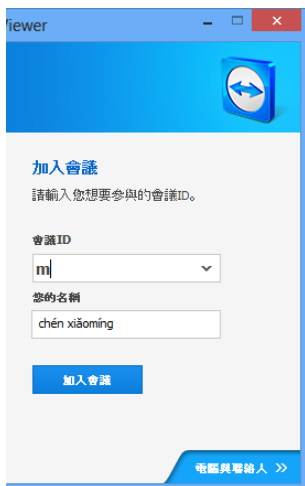 iewer
加入會議
請輸入您想要參與的會議ID。
會議ID
m
您的名稱
chén xiǎomíng
加入會議
電腦與聯絡人 >>